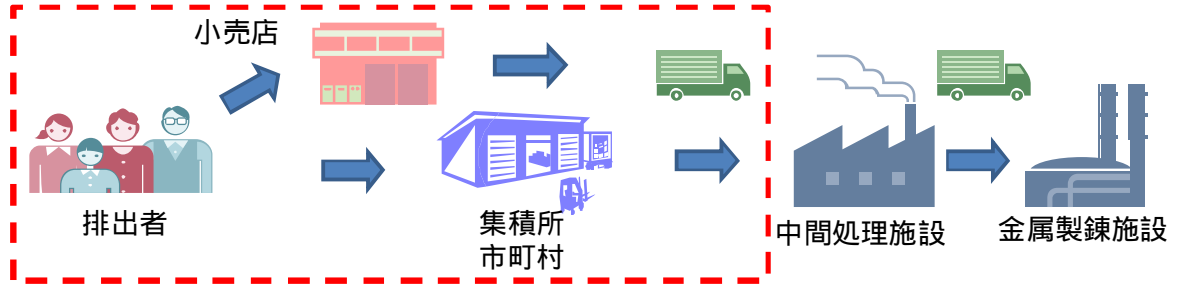 小売店
排出者
集積所
市町村
中間処理施設
金属製錬施設